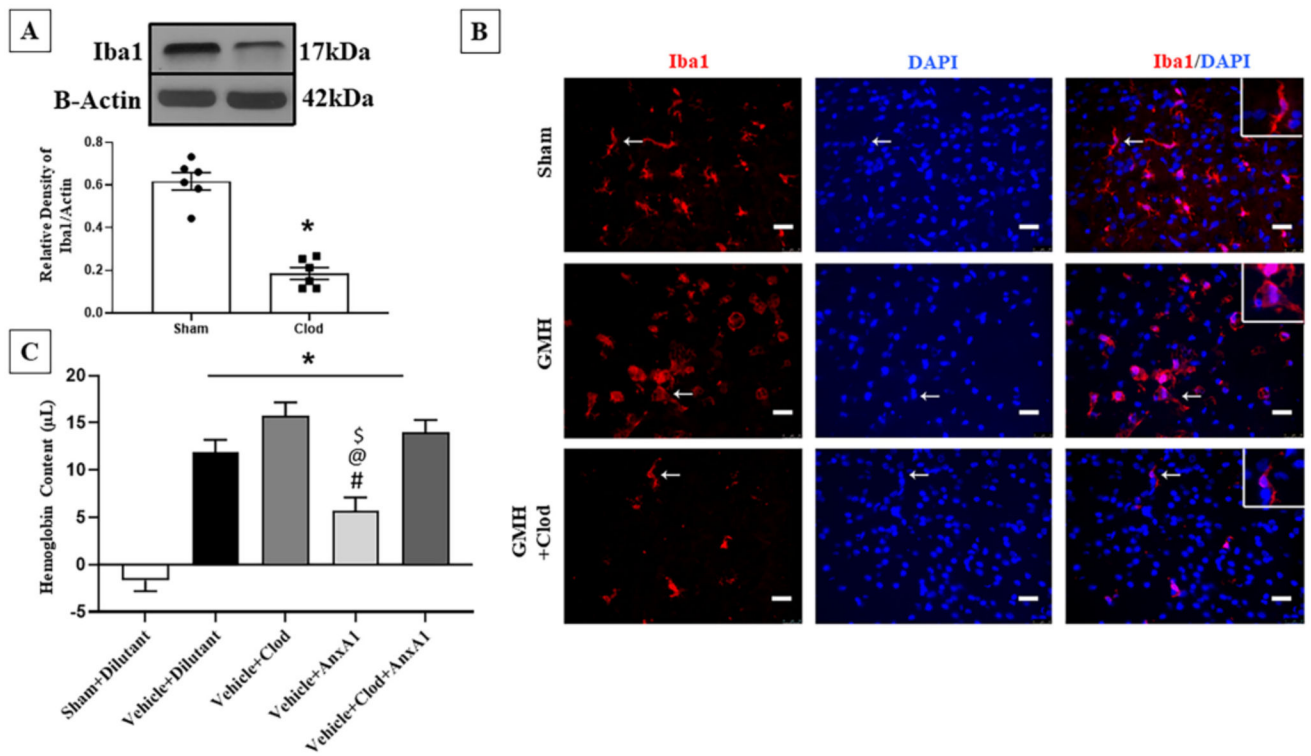 A
Iba1
17kDa
B-Actin
42kDa
Relative Density of
Iba1/Actin
0.8
0.6
0.4
0.2
0.0
*
Sham
Clod
B
Iba1
DAPI
Iba1/DAPI
Sham
GMH
GMH
+Clod
C
Hemoglobin Content (µL)
20
15
10
5
0
-5
*
$
@
#
Sham+Dilutant
Vehicle+Dilutant
Vehicle+Clod
Vehicle+AnxA1
Vehicle+Clod+AnxA1